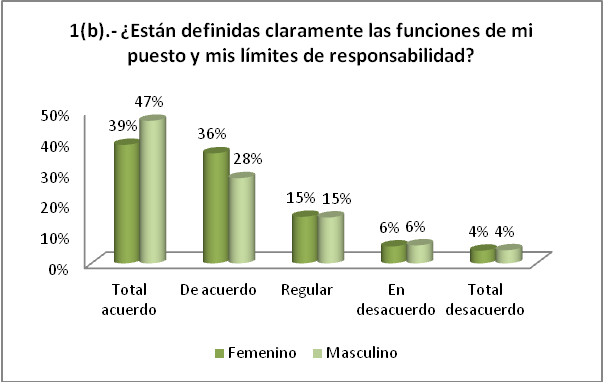 1(b).- ¿Están definidas claramente las funciones de mi
puesto y mis límites de responsabilidad?
50%
40%
30%
20%
10%
0%
39%
47%
36%
28%
15%
15%
6%
6%
4%
4%
Total
acuerdo
De acuerdo
Regular
En
desacuerdo
Total
desacuerdo
Femenino
Masculino